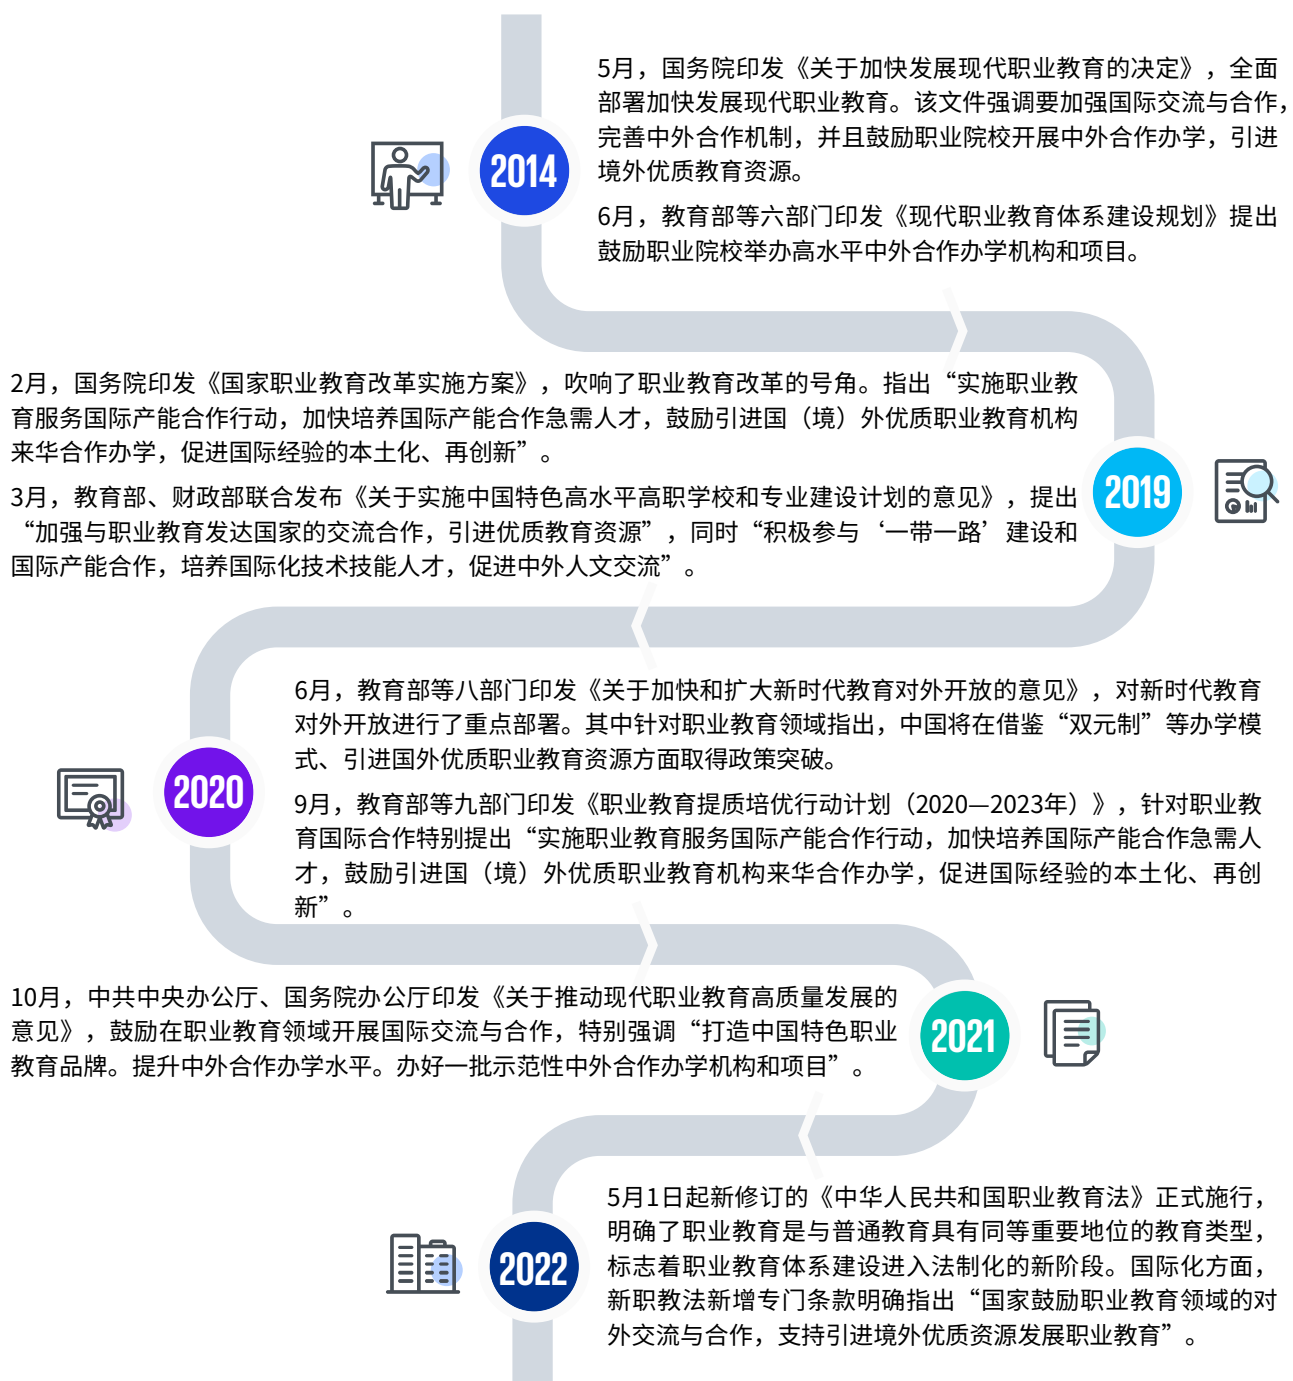 5月，国务院印发《关于加快发展现代职业教育的决定》，全面
部署加快发展现代职业教育。该文件强调要加强国际交流与合作，
完善中外合作机制，并且鼓励职业院校开展中外合作办学，引进
境外优质教育资源。
6月，教育部等六部门印发《现代职业教育体系建设规划》提出
鼓励职业院校举办高水平中外合作办学机构和项目。
2014
2月，国务院印发《国家职业教育改革实施方案》，吹响了职业教育改革的号角。指出“实施职业教
育服务国际产能合作行动，加快培养国际产能合作急需人才，鼓励引进国（境）外优质职业教育机构
来华合作办学，促进国际经验的本土化、再创新”。
3月，教育部、财政部联合发布《关于实施中国特色高水平高职学校和专业建设计划的意见》，提出
“加强与职业教育发达国家的交流合作，引进优质教育资源”，同时“积极参与‘一带一路’建设和
国际产能合作，培养国际化技术技能人才，促进中外人文交流”。
2019
6月，教育部等八部门印发《关于加快和扩大新时代教育对外开放的意见》，对新时代教育
对外开放进行了重点部署。其中针对职业教育领域指出，中国将在借鉴“双元制”等办学模
式、引进国外优质职业教育资源方面取得政策突破。
9月，教育部等九部门印发《职业教育提质培优行动计划（2020—2023年）》，针对职业教
育国际合作特别提出“实施职业教育服务国际产能合作行动，加快培养国际产能合作急需人
才，鼓励引进国（境）外优质职业教育机构来华合作办学，促进国际经验的本土化、再创
新”。
2020
10月，中共中央办公厅、国务院办公厅印发《关于推动现代职业教育高质量发展的
意见》，鼓励在职业教育领域开展国际交流与合作，特别强调“打造中国特色职业
教育品牌。提升中外合作办学水平。办好一批示范性中外合作办学机构和项目”。
2021
5月1日起新修订的《中华人民共和国职业教育法》正式施行，
明确了职业教育是与普通教育具有同等重要地位的教育类型，
标志着职业教育体系建设进入法制化的新阶段。国际化方面，
新职教法新增专门条款明确指出“国家鼓励职业教育领域的对
外交流与合作，支持引进境外优质资源发展职业教育”。
2022